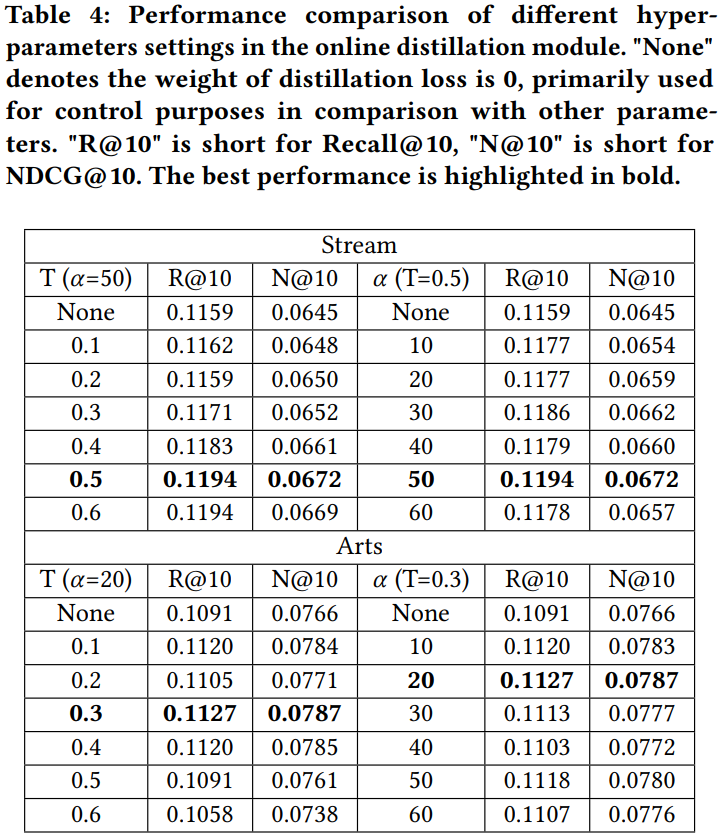 Table 4: Performance comparison of different hyper-
parameters settings in the online distillation module. "None"
denotes the weight of distillation loss is 0, primarily used
for control purposes in comparison with other parame-
ters. "R@10" is short for Recall@10, "N@10" is short for
NDCG@10. The best performance is highlighted in bold.
Stream
T (α=50) R@10 N@10 α (T=0.5) R@10 N@10
None 0.1159 0.0645 None 0.1159 0.0645
0.1 0.1162 0.0648 10 0.1177 0.0654
0.2 0.1159 0.0650 20 0.1177 0.0659
0.3 0.1171 0.0652 30 0.1186 0.0662
0.4 0.1183 0.0661 40 0.1179 0.0660
0.5 0.1194 0.0672 50 0.1194 0.0672
0.6 0.1194 0.0669 60 0.1178 0.0657
Arts
T (α=20) R@10 N@10 α (T=0.3) R@10 N@10
None 0.1091 0.0766 None 0.1091 0.0766
0.1 0.1120 0.0784 10 0.1120 0.0783
0.2 0.1105 0.0771 20 0.1127 0.0787
0.3 0.1127 0.0787 30 0.1113 0.0777
0.4 0.1120 0.0785 40 0.1103 0.0772
0.5 0.1091 0.0761 50 0.1118 0.0780
0.6 0.1058 0.0738 60 0.1107 0.0776